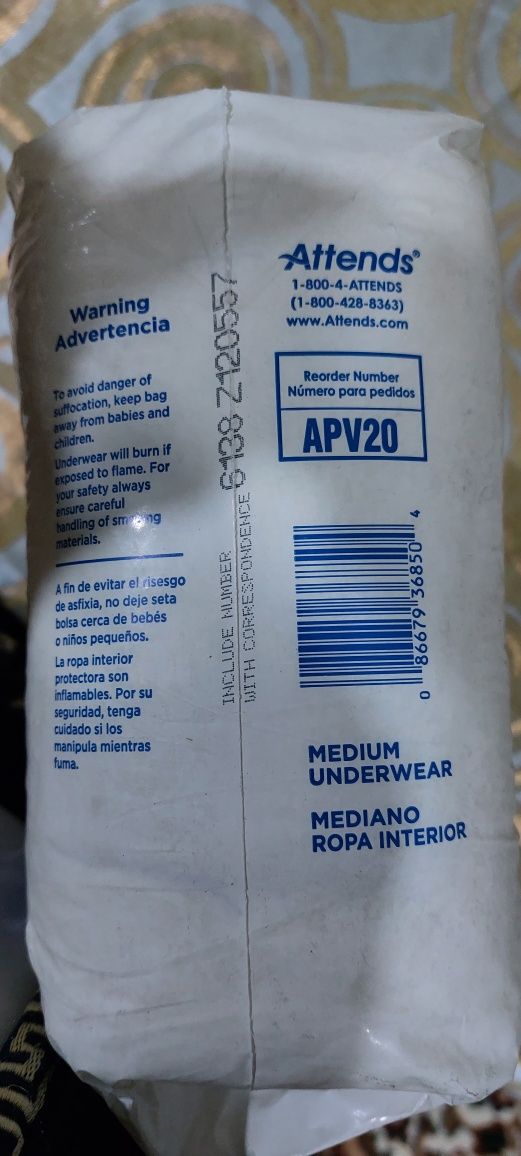 Warning
Advertencia
To avoid danger of
suffocation, keep bag
away from babies and
children.
Underwear will burn if
exposed to flame. For
your safety always
ensure careful
handling of smoking
materials.
A fin de evitar el riesgo
de asfixia, no deje seta
bolsa cerca de bebés
o niños pequeños.
La ropa interior
protectora son
inflamables. Por su
seguridad, tenga
cuidado si los
manipula mientras
fuma.
INCLUDE NUMBER
WITH CORRESPONDENCE
6138 Z120557
Attends®
1-800-4-ATTENDS
(1-800-428-8363)
www.Attends.com
Reorder Number
Número para pedidos
APV20
0 86679 36850 4
MEDIUM
UNDERWEAR
MEDIANO
ROPA INTERIOR